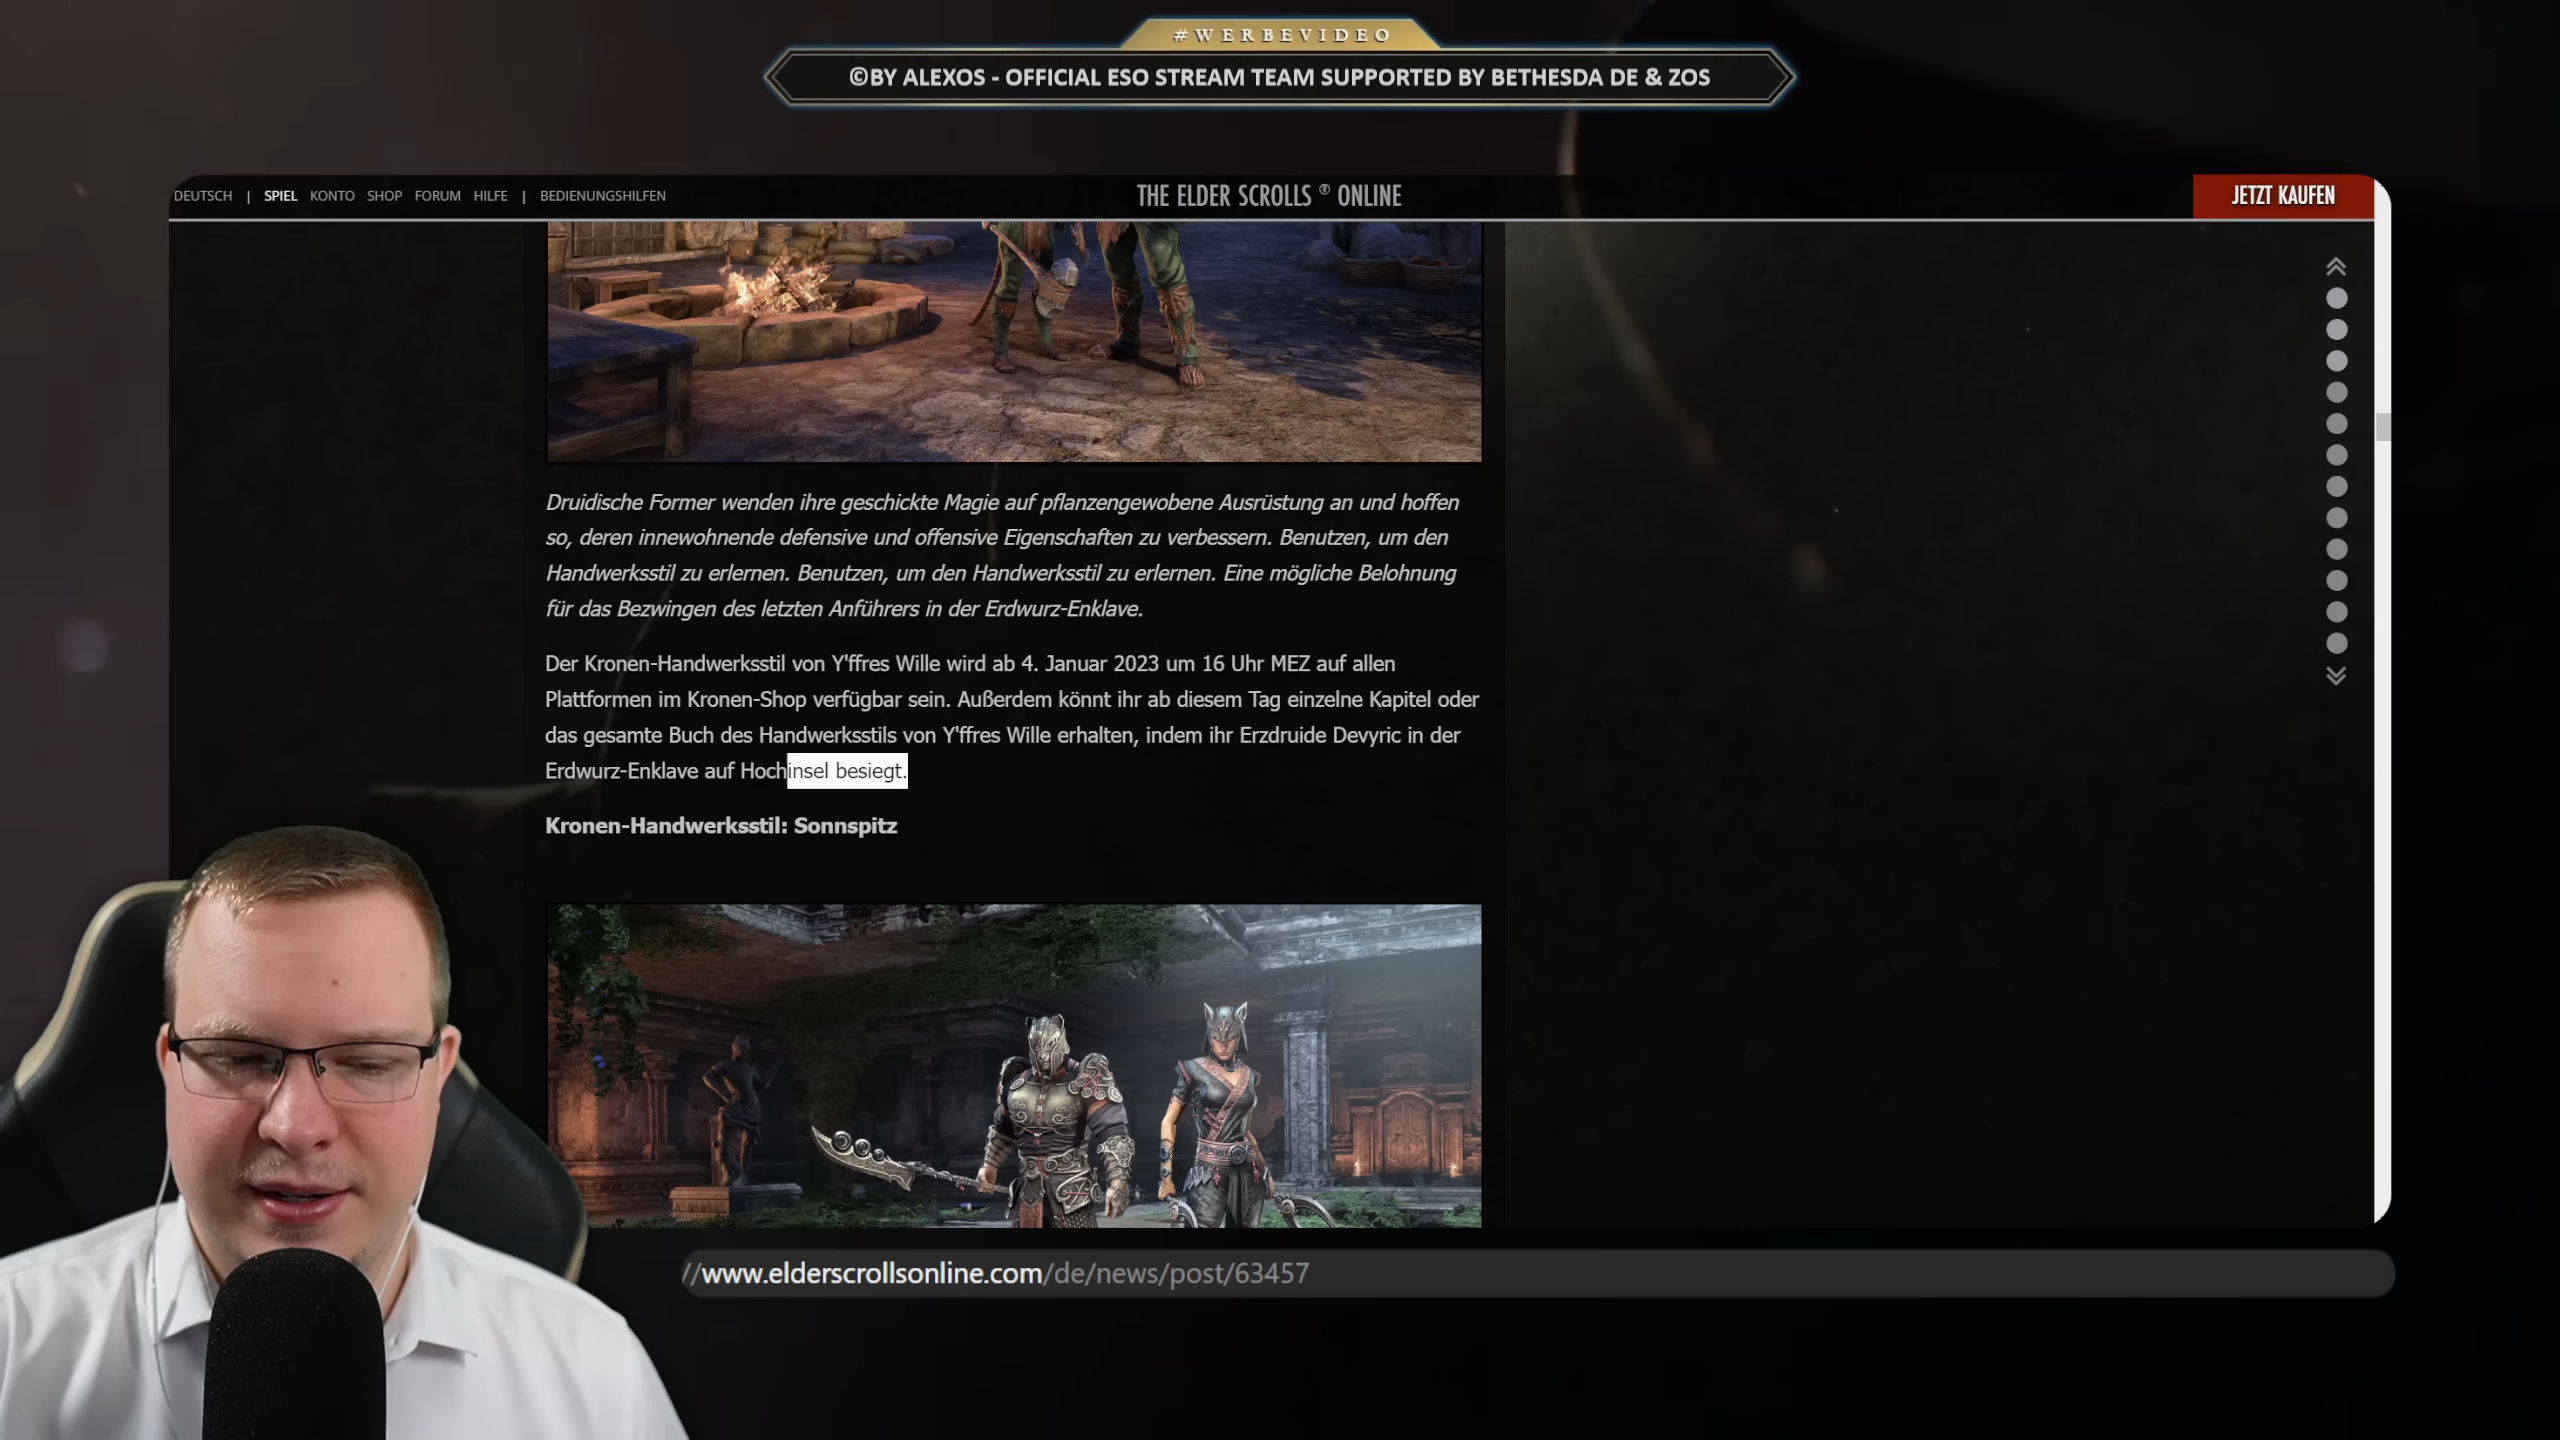 #WERBEVIDEO
©BY ALEXOS - OFFICIAL ESO STREAM TEAM SUPPORTED BY BETHESDA DE & ZOS
DEUTSCH | SPIEL KONTO SHOP FORUM HILFE | BEDIENUNGSHILFEN
THE ELDER SCROLLS ® ONLINE
JETZT KAUFEN
Druidische Former wenden ihre geschickte Magie auf pflanzengewobene Ausrüstung an und hoffen
so, deren innewohnende defensive und offensive Eigenschaften zu verbessern. Benutzen, um den
Handwerksstil zu erlernen. Benutzen, um den Handwerksstil zu erlernen. Eine mögliche Belohnung
für das Bezwingen des letzten Anführers in der Erdwurz-Enklave.
Der Kronen-Handwerksstil von Y'ffres Wille wird ab 4. Januar 2023 um 16 Uhr MEZ auf allen
Plattformen im Kronen-Shop verfügbar sein. Außerdem könnt ihr ab diesem Tag einzelne Kapitel oder
das gesamte Buch des Handwerksstils von Y'ffres Wille erhalten, indem ihr Erzdruide Devyric in der
Erdwurz-Enklave auf Hochinsel besiegt.
Kronen-Handwerksstil: Sonnspitz
//www.elderscrollsonline.com/de/news/post/63457